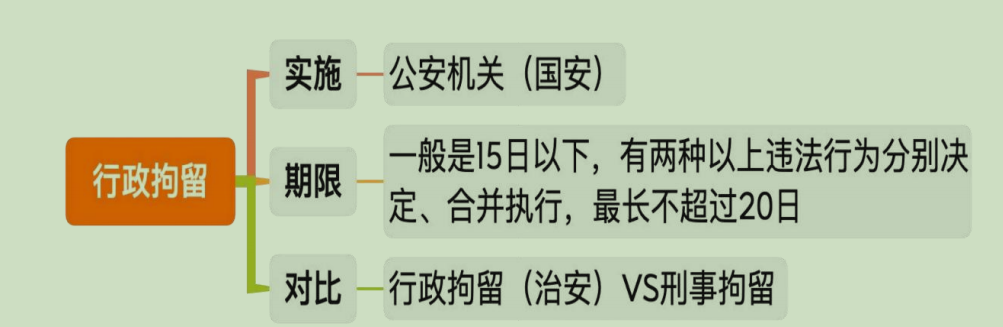 行政拘留
实施
公安机关（国安）
期限
一般是15日以下，有两种以上违法行为分别决
定、合并执行，最长不超过20日
对比
行政拘留（治安）VS刑事拘留